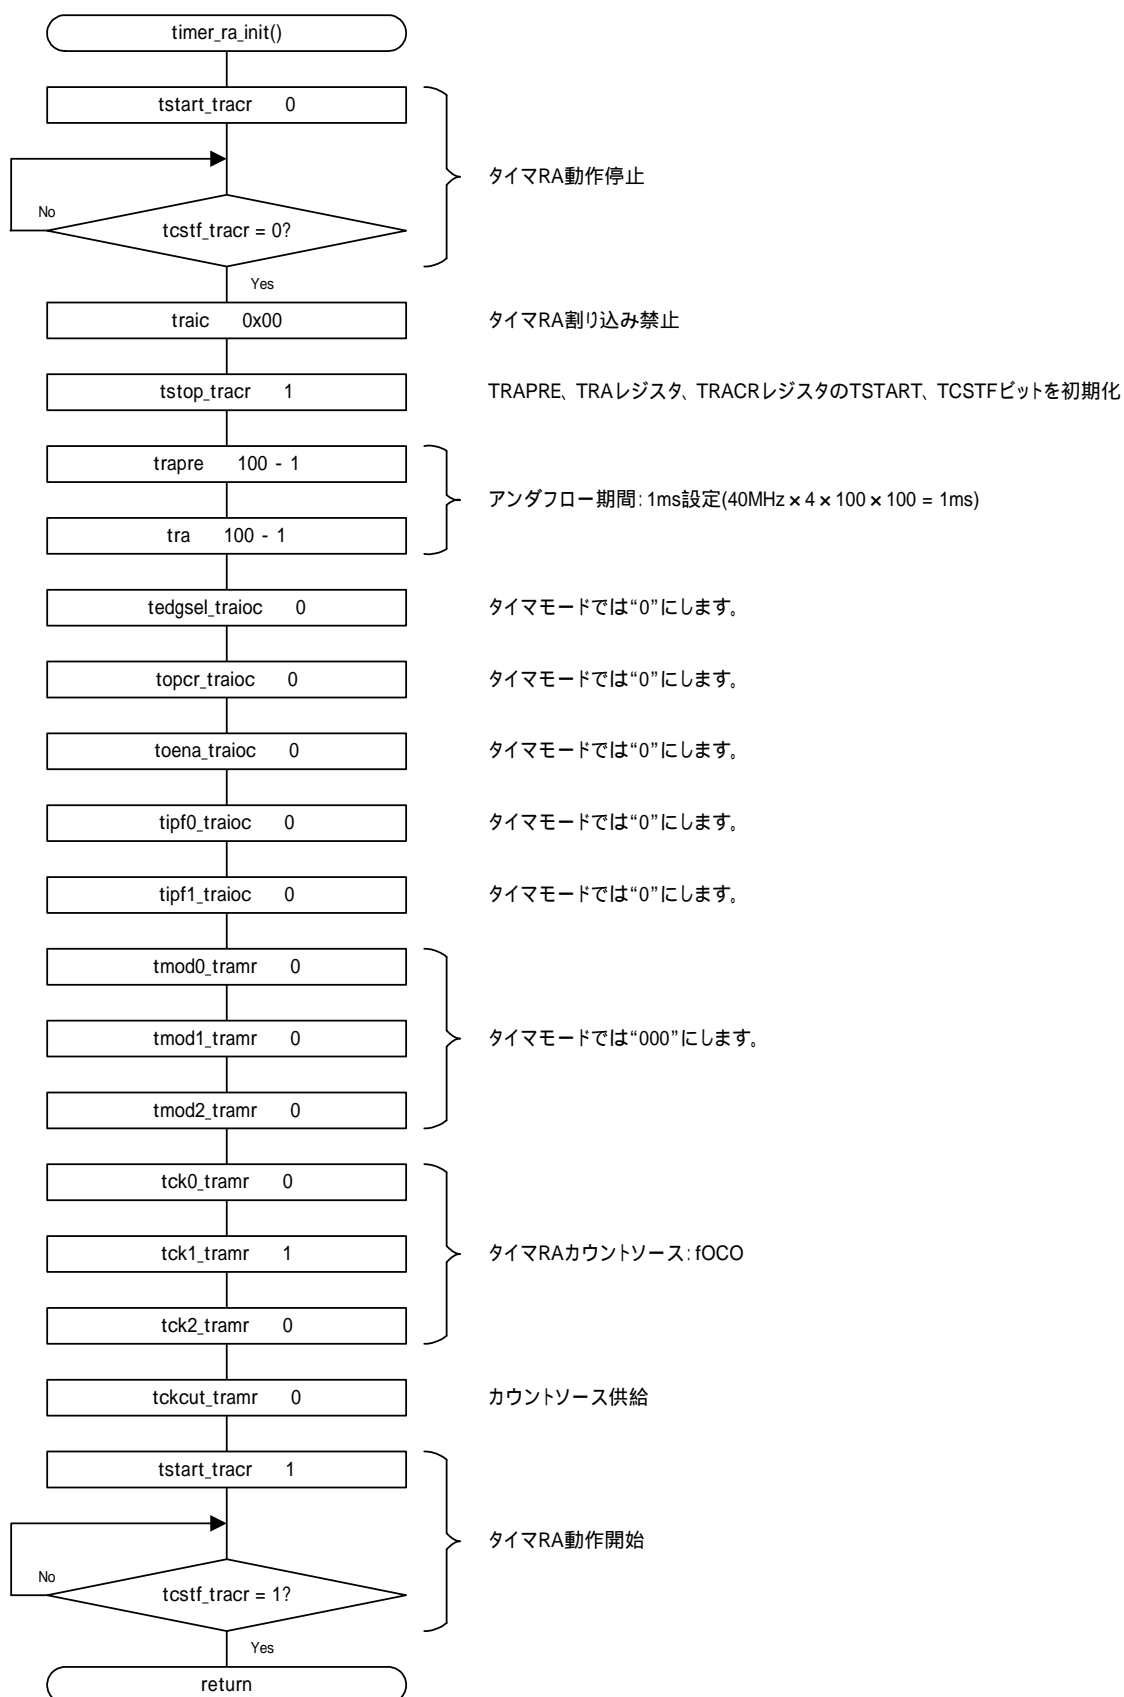 timer_ra_init()
tstart_tracr 0
タイマRA動作停止
No
tcstf_tracr = 0?
Yes
traic 0x00
タイマRA割り込み禁止
tstop_tracr 1
TRAPRE、TRAレジスタ、TRACRレジスタのTSTART、TCSTFビットを初期化
trapre 100 - 1
アンダフロー期間: 1ms設定(40MHz × 4 × 100 × 100 = 1ms)
tra 100 - 1
tedgsel_traioc 0
タイマモードでは“0”にします。
topcr_traioc 0
タイマモードでは“0”にします。
toena_traioc 0
タイマモードでは“0”にします。
tipf0_traioc 0
タイマモードでは“0”にします。
tipf1_traioc 0
タイマモードでは“0”にします。
tmod0_tramr 0
tmod1_tramr 0
タイマモードでは“000”にします。
tmod2_tramr 0
tck0_tramr 0
tck1_tramr 1
タイマRAカウントソース: fOCO
tck2_tramr 0
tckcut_tramr 0
カウントソース供給
tstart_tracr 1
タイマRA動作開始
No
tcstf_tracr = 1?
Yes
return